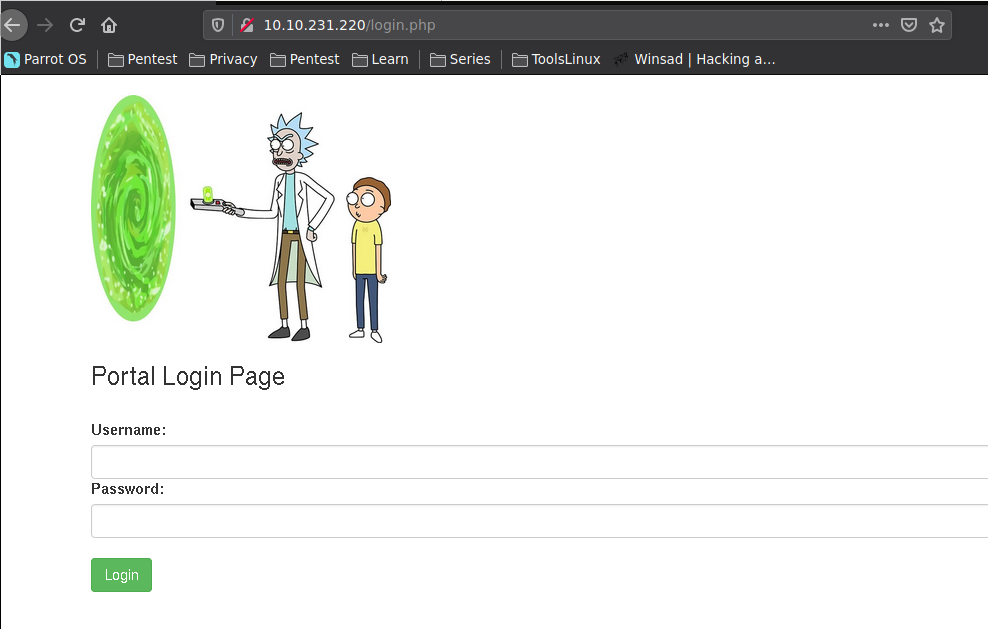 10.10.231.220/login.php
Parrot OS Pentest Privacy Pentest Learn Series ToolsLinux Winsad | Hacking a...
Portal Login Page
Username:
Password:
Login